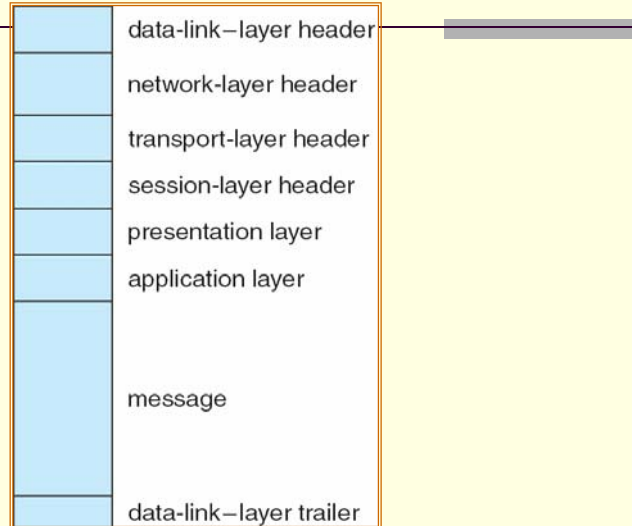 data-link–layer header
network-layer header
transport-layer header
session-layer header
presentation layer
application layer
message
data-link–layer trailer